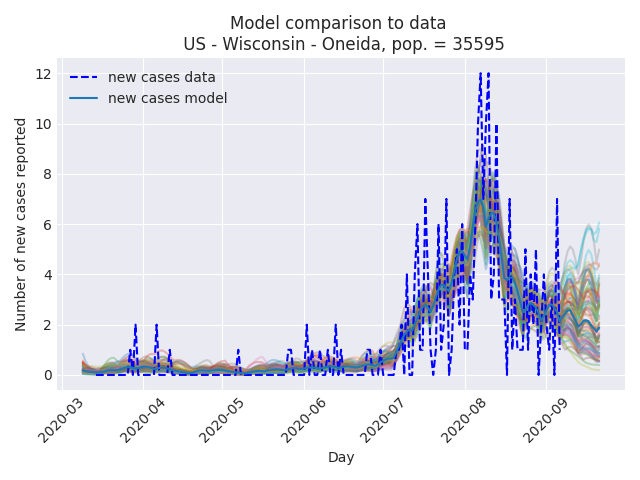 Model comparison to data
US - Wisconsin - Oneida, pop. = 35595
new cases data
new cases model
Number of new cases reported
12
10
8
6
4
2
0
2020-03
2020-04
2020-05
2020-06
2020-07
2020-08
2020-09
Day